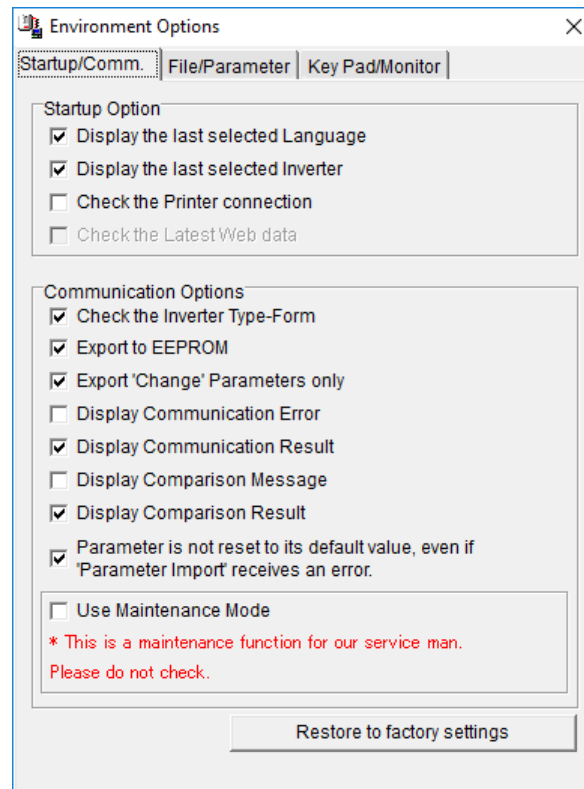 Environment Options
Startup/Comm. File/Parameter Key Pad/Monitor
Startup Option
Display the last selected Language
Display the last selected Inverter
Check the Printer connection
Check the Latest Web data
Communication Options
Check the Inverter Type-Form
Export to EEPROM
Export 'Change' Parameters only
Display Communication Error
Display Communication Result
Display Comparison Message
Display Comparison Result
Parameter is not reset to its default value, even if
'Parameter Import' receives an error.
Use Maintenance Mode
* This is a maintenance function for our service man.
Please do not check.
Restore to factory settings